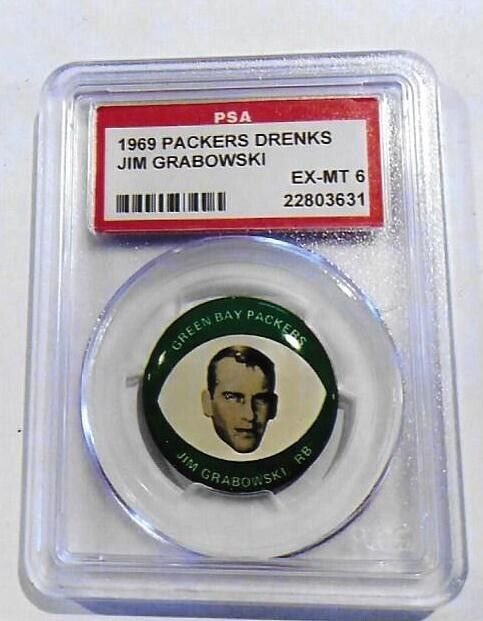 PSA
1969 PACKERS DRENKS
JIM GRABOWSKI
EX-MT 6
22803631
GREEN BAY PACKERS
JIM GRABOWSKI RB